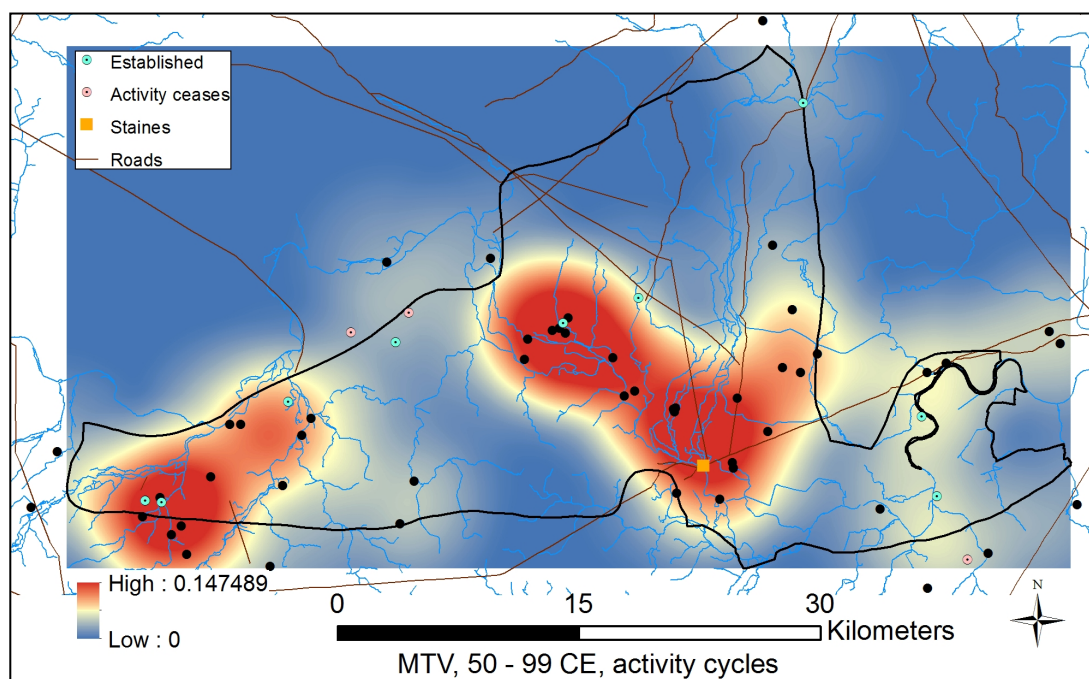 Established
Activity ceases
Staines
Roads
N
High : 0.147489
Low : 0
0 15 30
Kilometers
MTV, 50 - 99 CE, activity cycles